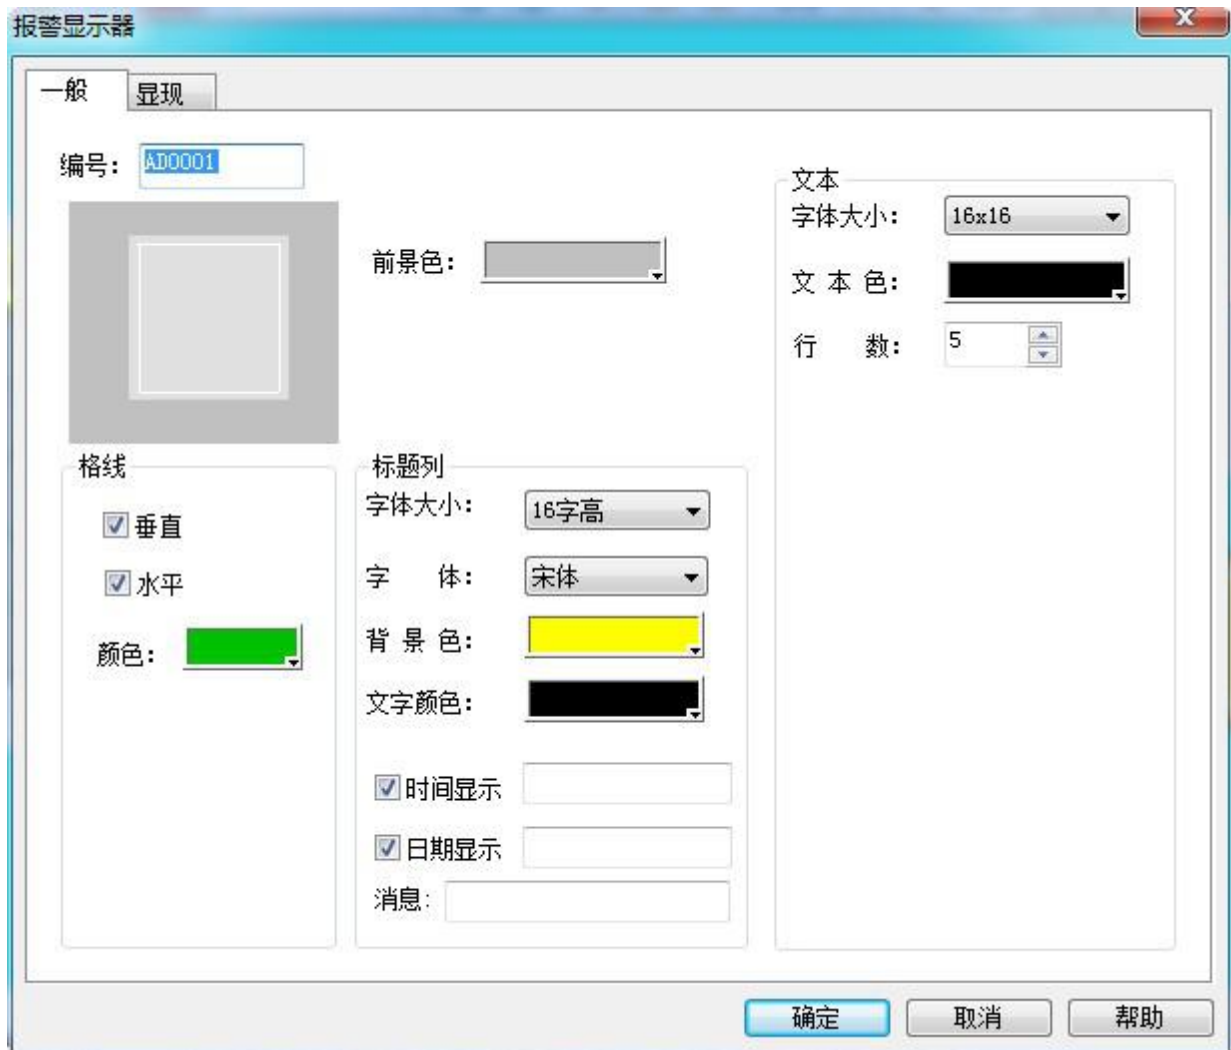 报警显示器
一般 显现
编号: AD0001
前景色:
文本
字体大小: 16x16
文 本 色:
行 数: 5
格线
垂直
水平
颜色:
标题列
字体大小: 16字高
字 体: 宋体
背 景 色:
文字颜色:
时间显示
日期显示
消息:
确定 取消 帮助